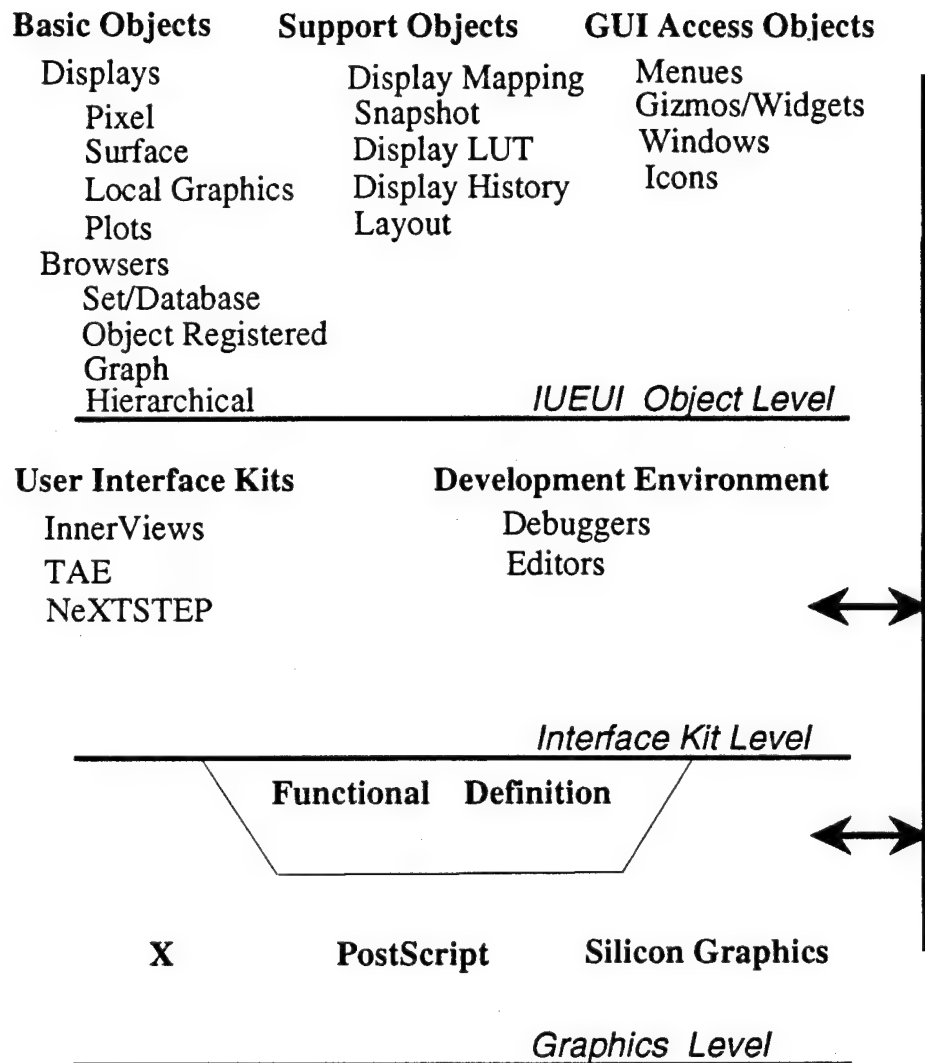 Basic Objects Support Objects GUI Access Objects
Displays
Pixel
Surface
Local Graphics
Plots
Browsers
Set/Database
Object Registered
Graph
Hierarchical
Display Mapping
Snapshot
Display LUT
Display History
Layout
Menues
Gizmos/Widgets
Windows
Icons
IUEUI Object Level
User Interface Kits
InnerViews
TAE
NeXTSTEP
Development Environment
Debuggers
Editors
Interface Kit Level
Functional Definition
X PostScript Silicon Graphics
Graphics Level